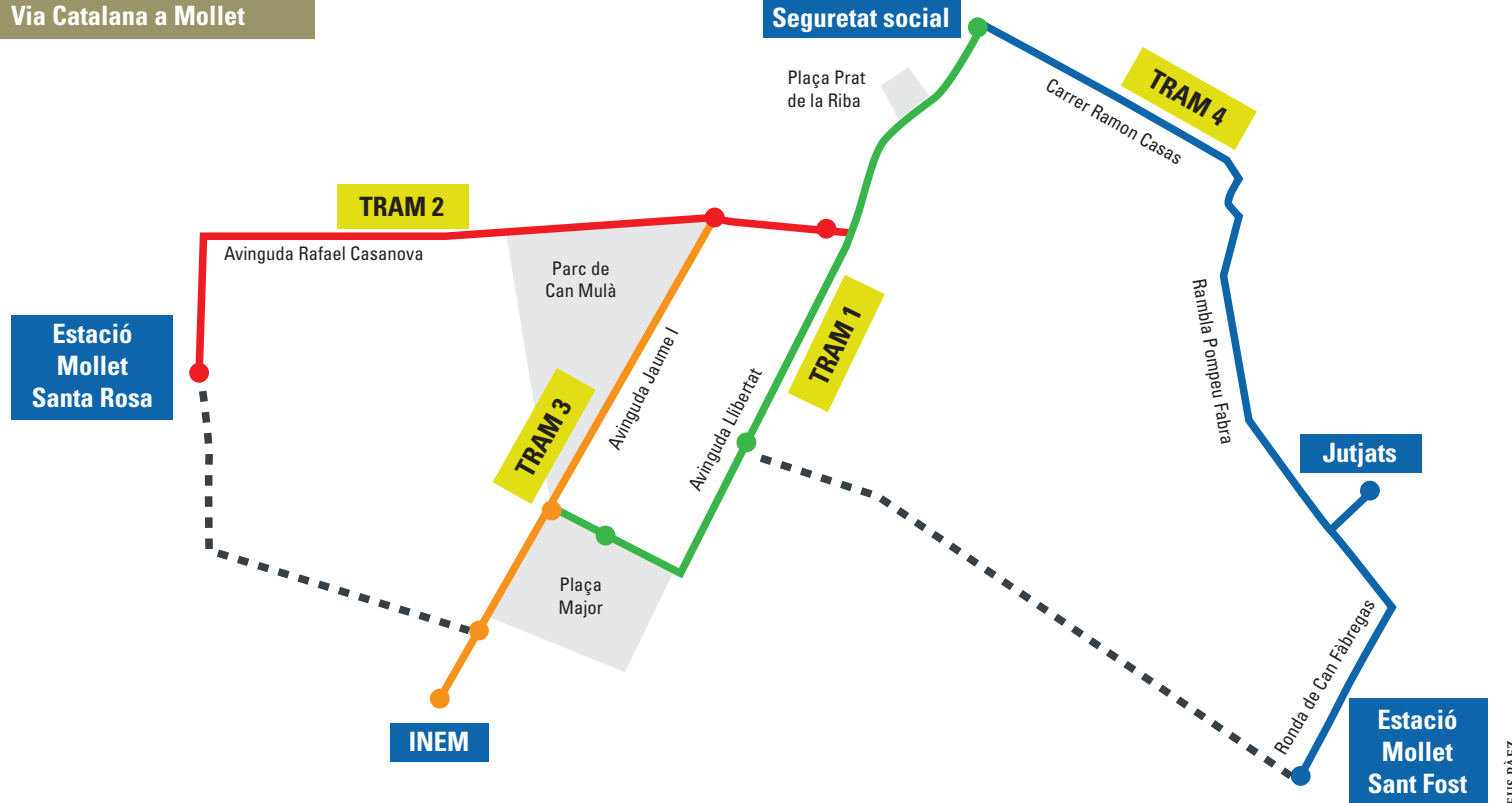 Via Catalana a Mollet
Seguretat social
Plaça Prat
de la Riba
TRAM 4
Carrer Ramon Casas
TRAM 2
Avinguda Rafael Casanova
Parc de
Can Mulà
Estació
Mollet
Santa Rosa
TRAM 3
Avinguda Jaume I
Avinguda Llibertat
TRAM 1
Rambla Pompeu Fabra
Jutjats
Plaça
Major
INEM
Ronda de Can Fàbregas
Estació
Mollet
Sant Fost